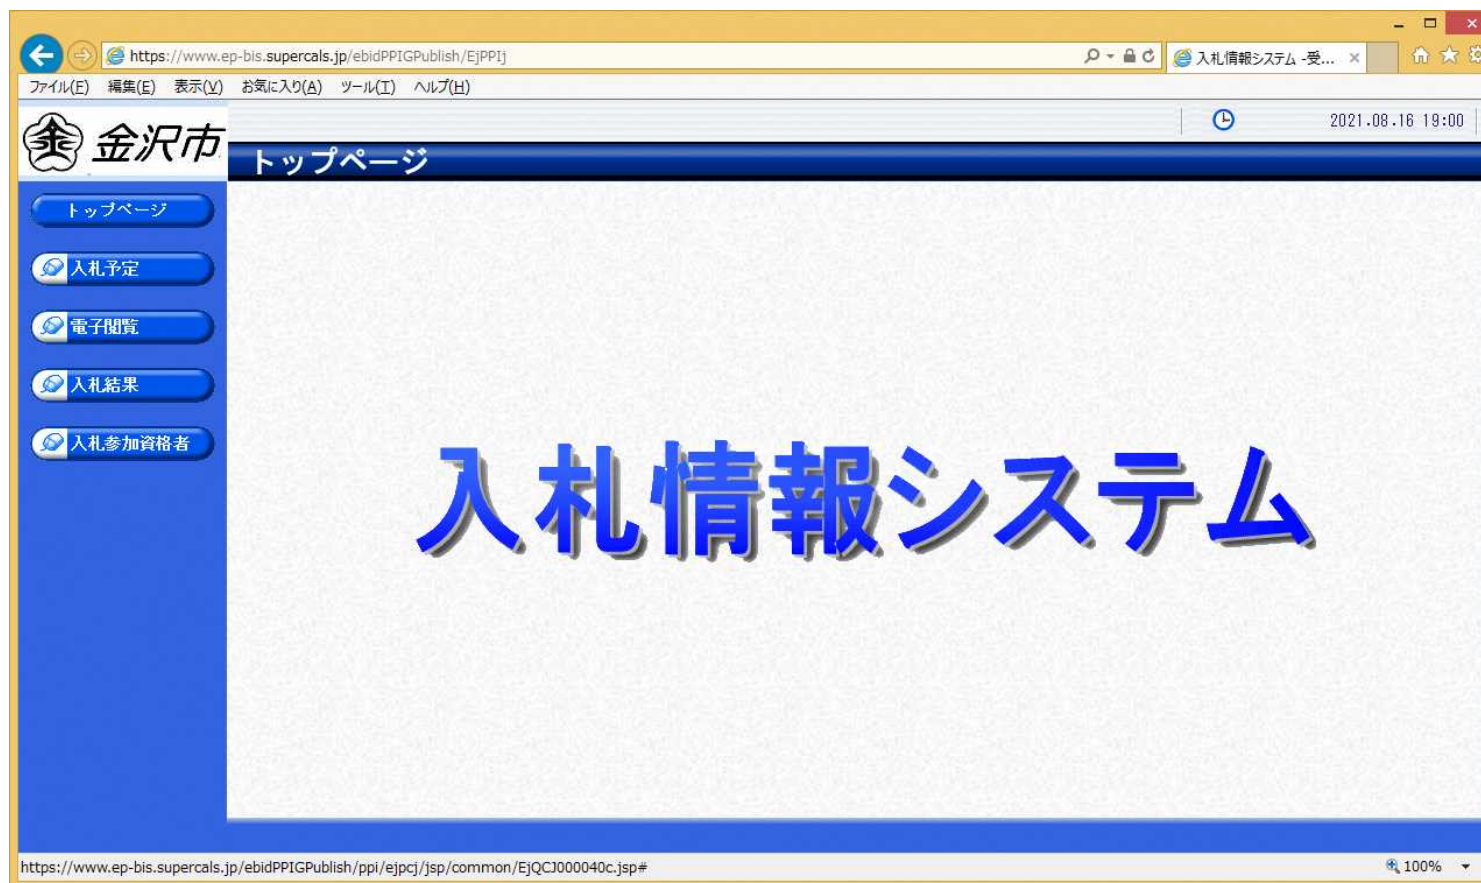 https://www.ep-bis.supercals.jp/ebidPPIGPublish/EjPPIj
入札情報システム -受...
ファイル(F) 編集(E) 表示(V) お気に入り(A) ツール(T) ヘルプ(H)
金沢市
2021.08.16 19:00
トップページ
トップページ
入札予定
電子閲覧
入札結果
入札参加資格者
入札情報システム
https://www.ep-bis.supercals.jp/ebidPPIGPublish/ppi/ejpcj/jsp/common/EjQCJ000040c.jsp#
100%